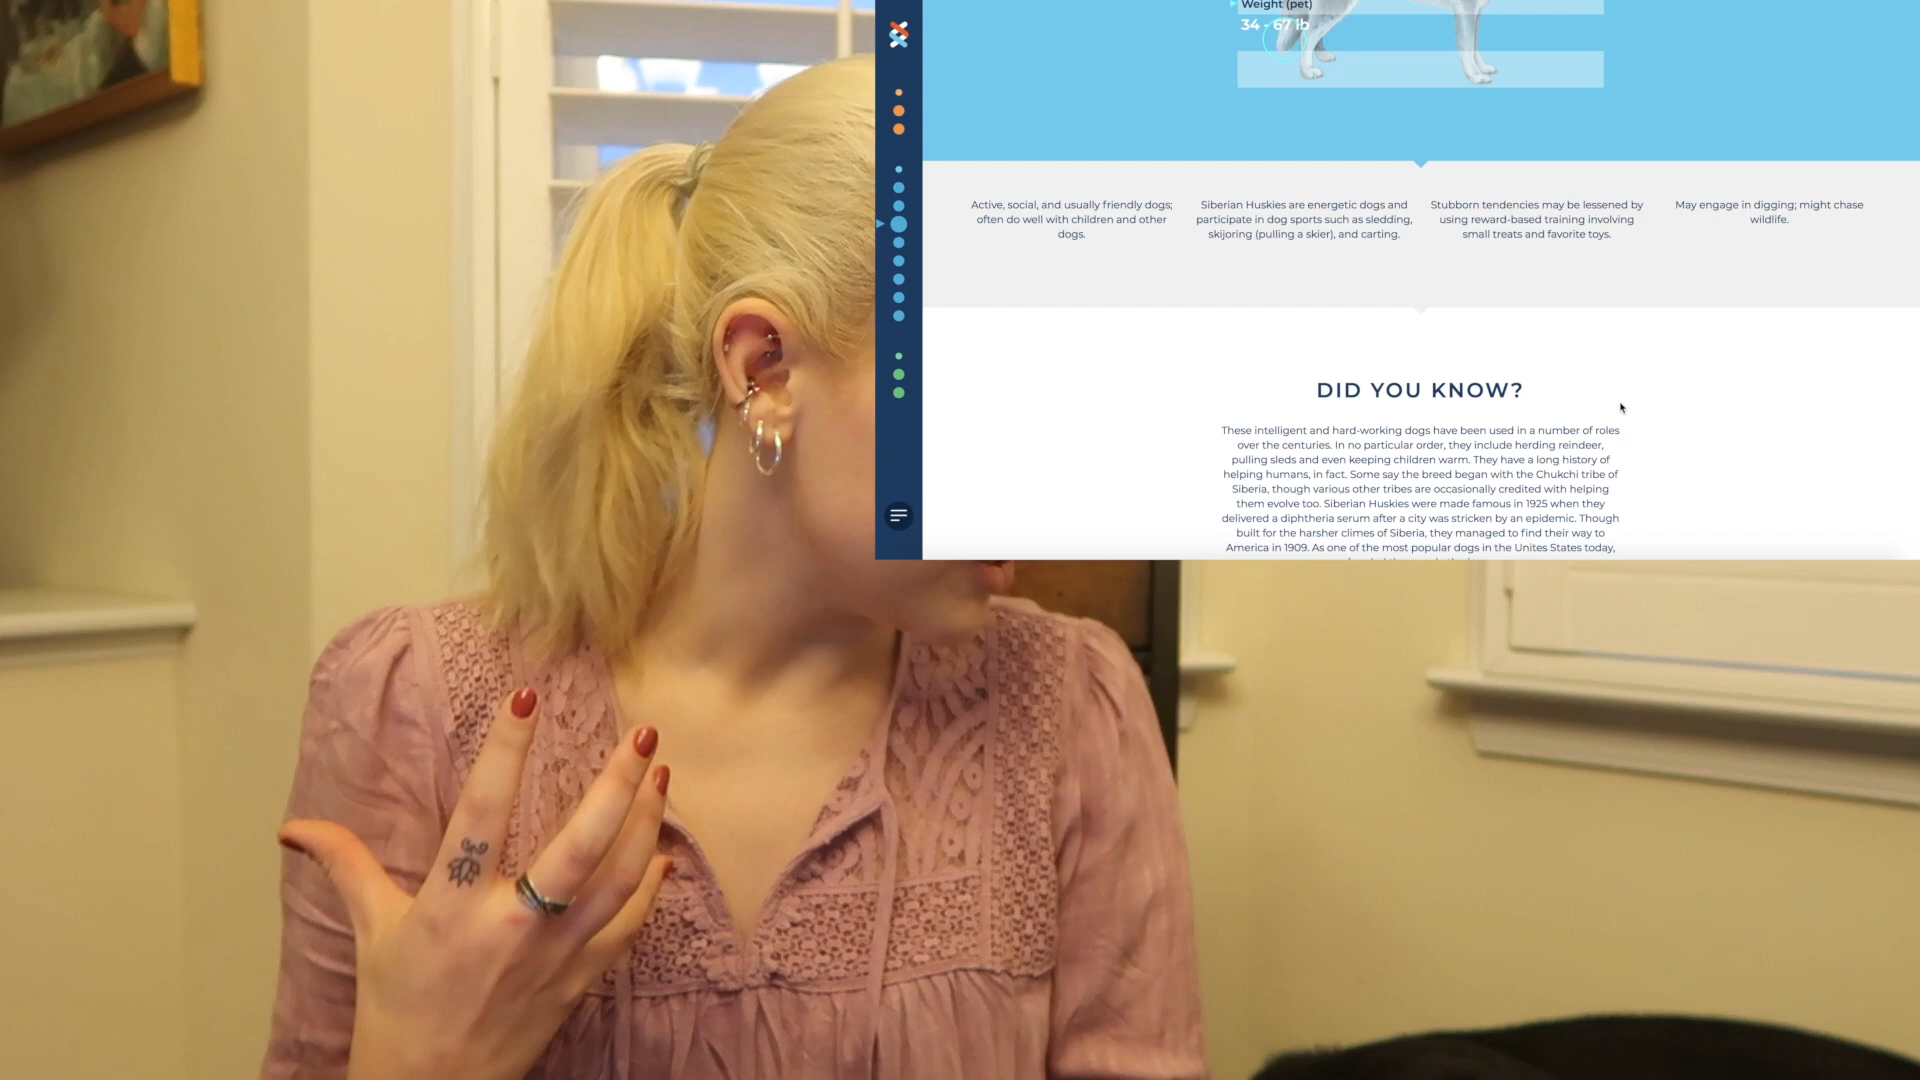 Weight (pet)
34 - 67 lb
Active, social, and usually friendly dogs;
often do well with children and other
dogs.
Siberian Huskies are energetic dogs and
participate in dog sports such as sledding,
skijoring (pulling a skier), and carting.
Stubborn tendencies may be lessened by
using reward-based training involving
small treats and favorite toys.
May engage in digging; might chase
wildlife.
DID YOU KNOW?
These intelligent and hard-working dogs have been used in a number of roles
over the centuries. In no particular order, they include herding reindeer,
pulling sleds and even keeping children warm. They have a long history of
helping humans, in fact. Some say the breed began with the Chukchi tribe of
Siberia, though various other tribes are occasionally credited with helping
them evolve too. Siberian Huskies were made famous in 1925 when they
delivered a diphtheria serum after a city was stricken by an epidemic. Though
built for the harsher climes of Siberia, they managed to find their way to
America in 1909. As one of the most popular dogs in the Unites States today,